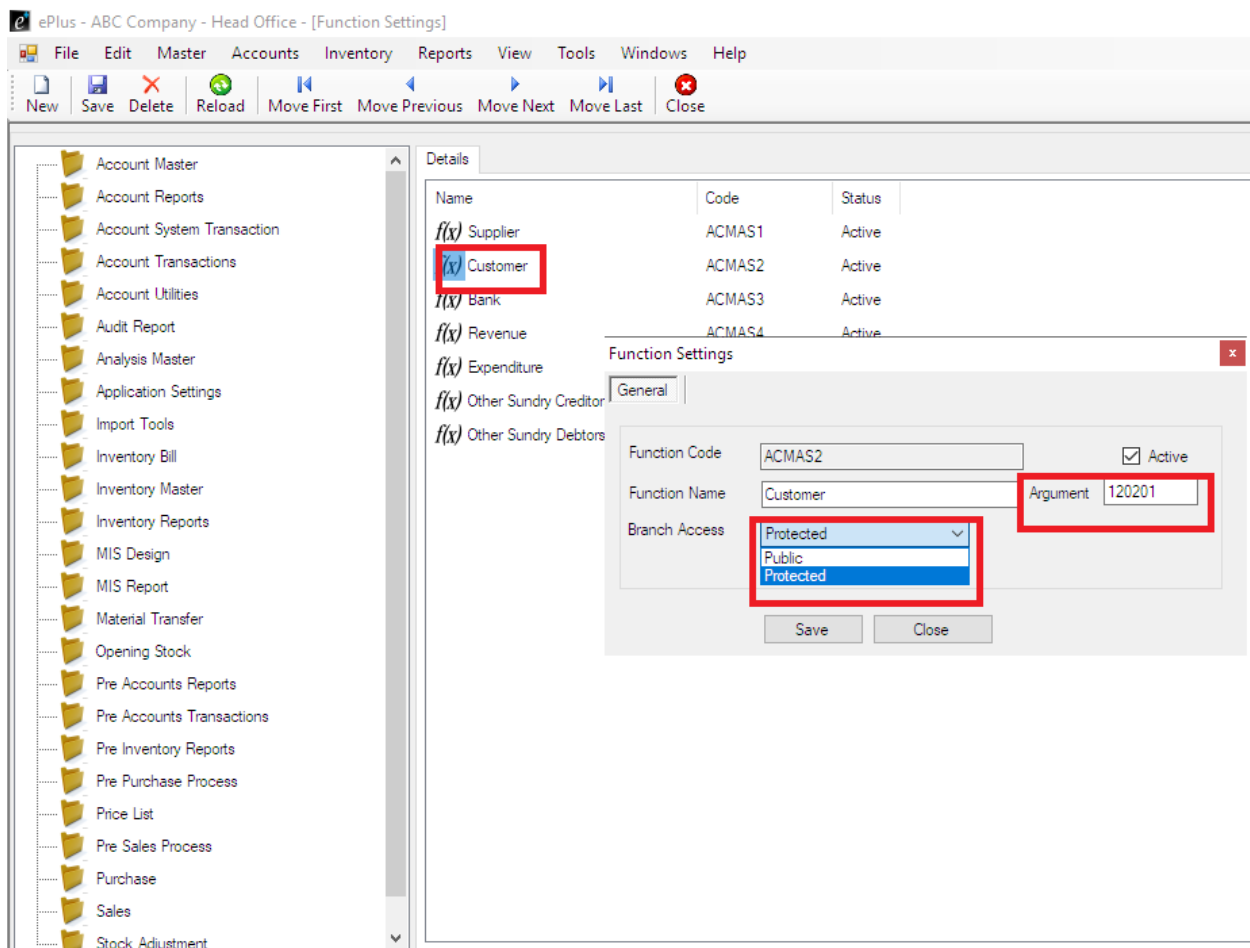 ePlus - ABC Company - Head Office - [Function Settings]
File Edit Master Accounts Inventory Reports View Tools Windows Help
New Save Delete Reload Move First Move Previous Move Next Move Last Close
Account Master
Account Reports
Account System Transaction
Account Transactions
Account Utilities
Audit Report
Analysis Master
Application Settings
Import Tools
Inventory Bill
Inventory Master
Inventory Reports
MIS Design
MIS Report
Material Transfer
Opening Stock
Pre Accounts Reports
Pre Accounts Transactions
Pre Inventory Reports
Pre Purchase Process
Price List
Pre Sales Process
Purchase
Sales
Stock Adjustment
Details
Name Code Status
f(x) Supplier ACMAS1 Active
f(x) Customer ACMAS2 Active
f(x) Bank ACMAS3 Active
f(x) Revenue ACMAS4 Active
f(x) Expenditure
f(x) Other Sundry Creditor
f(x) Other Sundry Debtors
Function Settings
General
Function Code ACMAS2 Active
Function Name Customer Argument 120201
Branch Access Protected
Public
Protected
Save Close